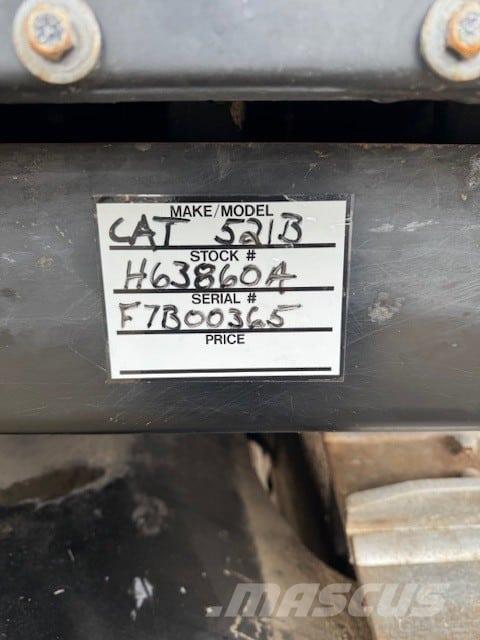 MAKE/MODEL
CAT 521B
STOCK #
H63860A
SERIAL #
F7B00365
PRICE
MASCUS